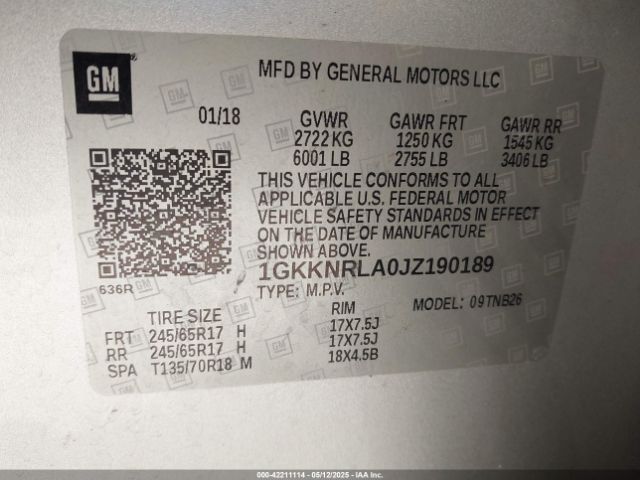 GM
MFD BY GENERAL MOTORS LLC
01/18
GVWR GAWR FRT GAWR RR
2722 KG 1250 KG 1545 KG
6001 LB 2755 LB 3406 LB
THIS VEHICLE CONFORMS TO ALL
APPLICABLE U.S. FEDERAL MOTOR
VEHICLE SAFETY STANDARDS IN EFFECT
ON THE DATE OF MANUFACTURE
SHOWN ABOVE.
636R
1GKKNRLA0JZ190189
TYPE: M.P.V. MODEL: 09TNB26
TIRE SIZE RIM
FRT 245/65R17 H 17X7.5J
RR 245/65R17 H 17X7.5J
SPA T135/70R18 M 18X4.5B
000-42211114 - 05/12/2025 - IAA Inc.